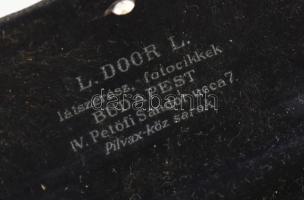 L. DOOR L.
látszerész, fotocikkek
BUDAPEST
IV. Petőfi Sándor utca 7.
Pilvax-köz sarok